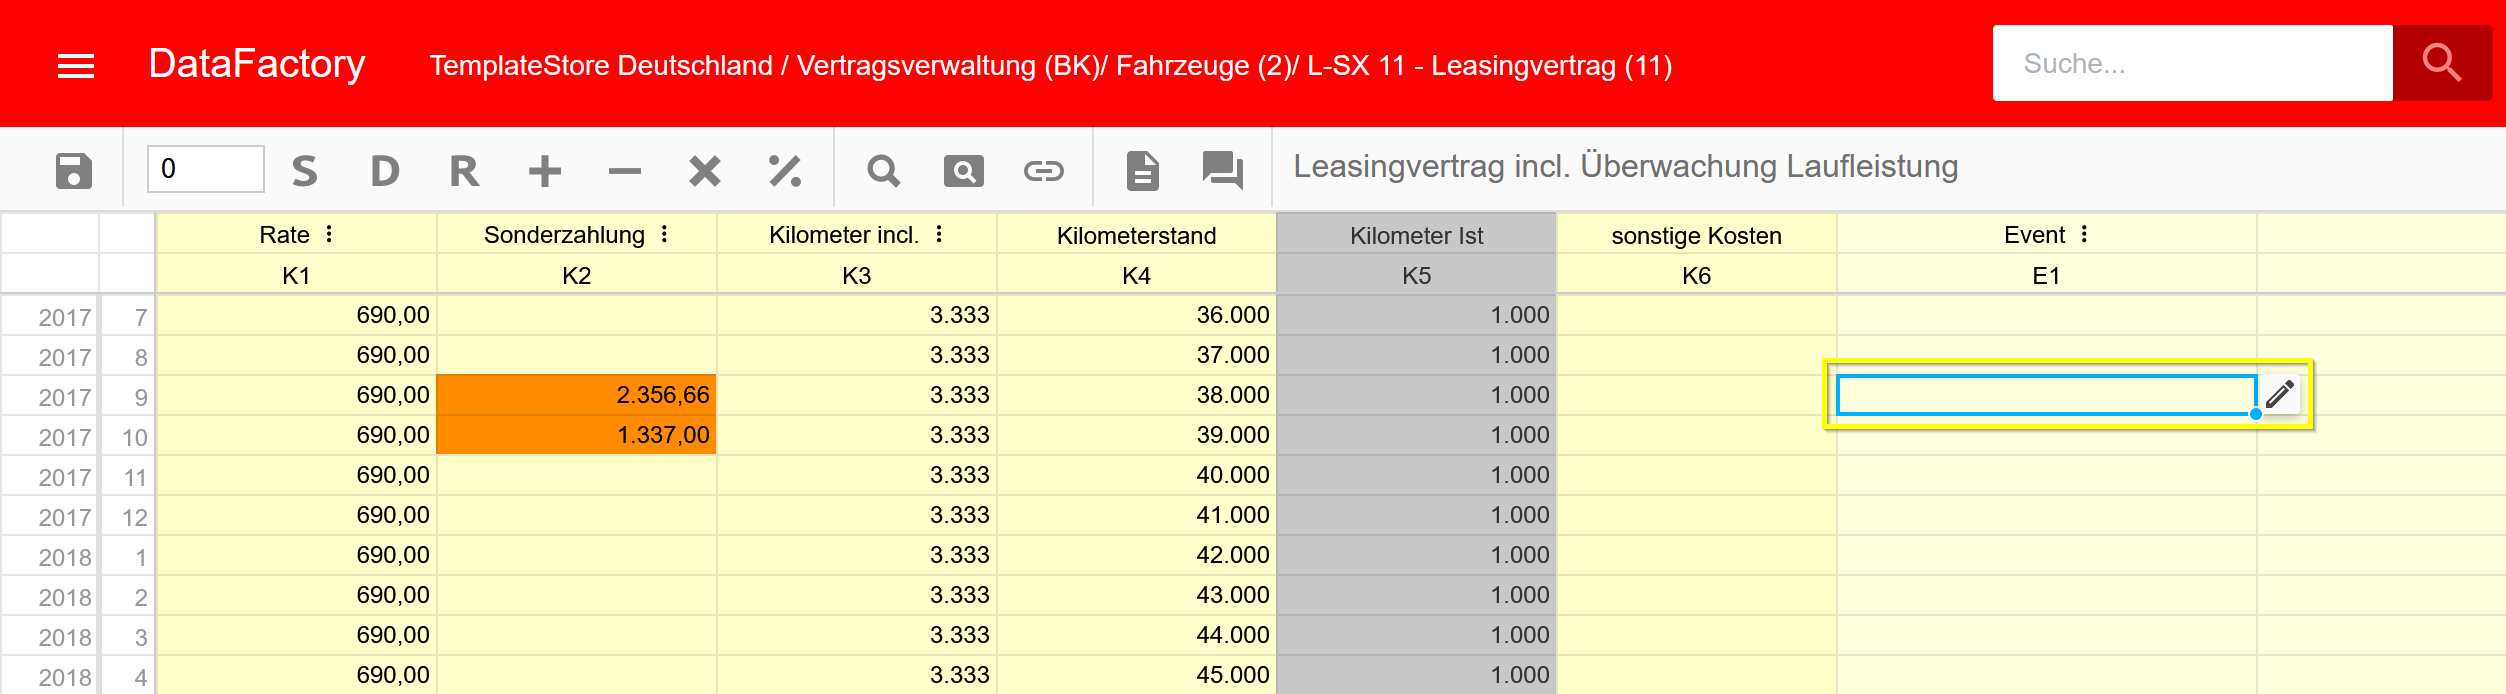 DataFactory TemplateStore Deutschland / Vertragsverwaltung (BK)/ Fahrzeuge (2)/ L-SX 11 - Leasingvertrag (11) Suche...
0 S D R Leasingvertrag incl. Überwachung Laufleistung
Rate Sonderzahlung Kilometer incl. Kilometerstand Kilometer Ist sonstige Kosten Event
K1 K2 K3 K4 K5 K6 E1
2017 7 690,00 3.333 36.000 1.000
2017 8 690,00 3.333 37.000 1.000
2017 9 690,00 2.356,66 3.333 38.000 1.000
2017 10 690,00 1.337,00 3.333 39.000 1.000
2017 11 690,00 3.333 40.000 1.000
2017 12 690,00 3.333 41.000 1.000
2018 1 690,00 3.333 42.000 1.000
2018 2 690,00 3.333 43.000 1.000
2018 3 690,00 3.333 44.000 1.000
2018 4 690,00 3.333 45.000 1.000